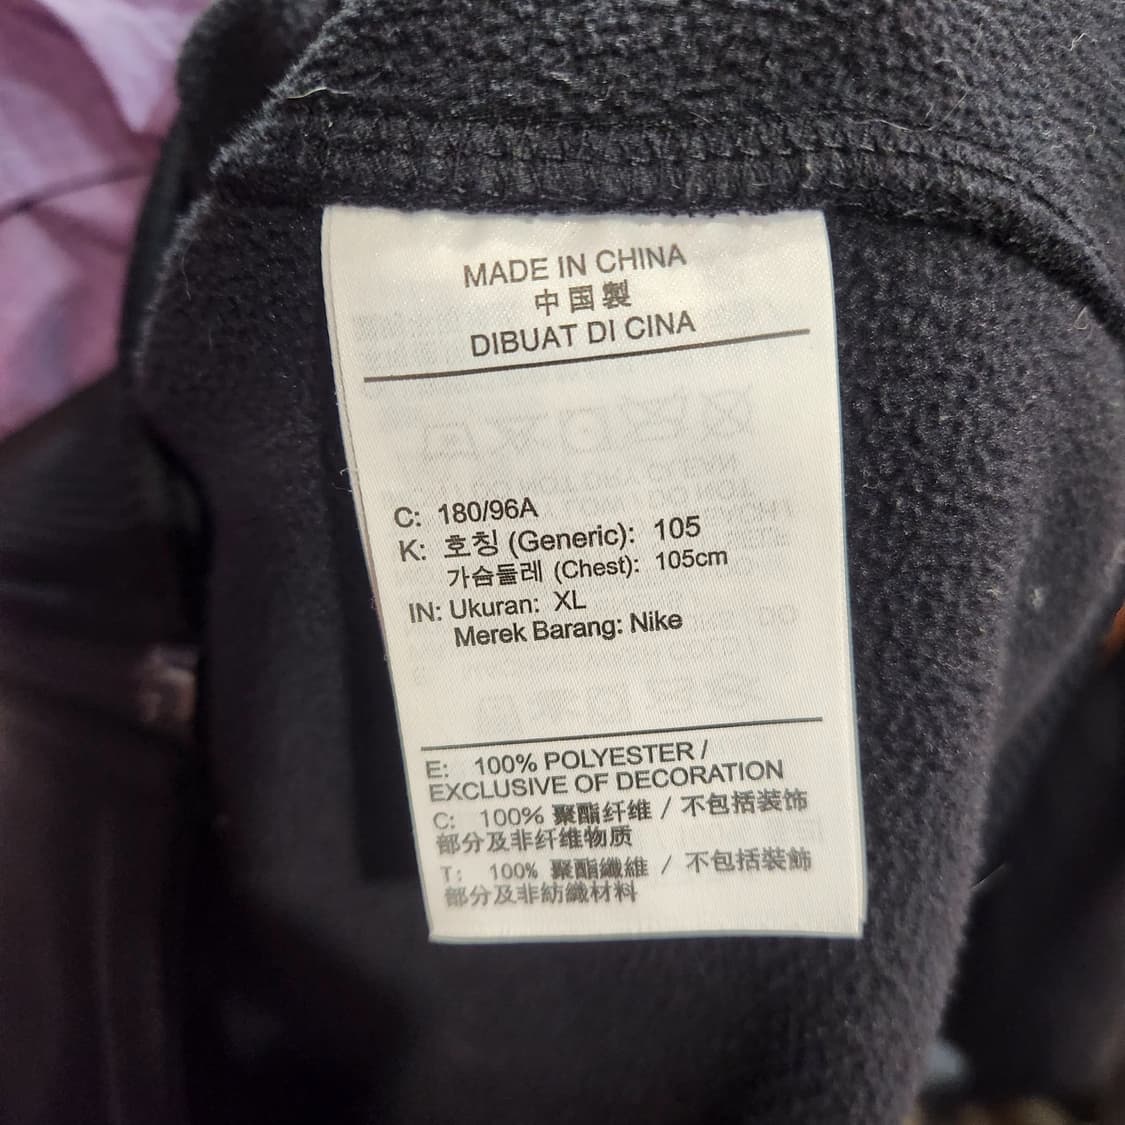 MADE IN CHINA
中国製
DIBUAT DI CINA
C: 180/96A
K: 호칭 (Generic): 105
가슴둘레 (Chest): 105cm
IN: Ukuran: XL
Merek Barang: Nike
E: 100% POLYESTER /
EXCLUSIVE OF DECORATION
C: 100% 聚酯纤维 / 不包括装饰
部分及非纤维物质
T: 100% 聚酯纖維 / 不包括裝飾
部分及非紡織材料